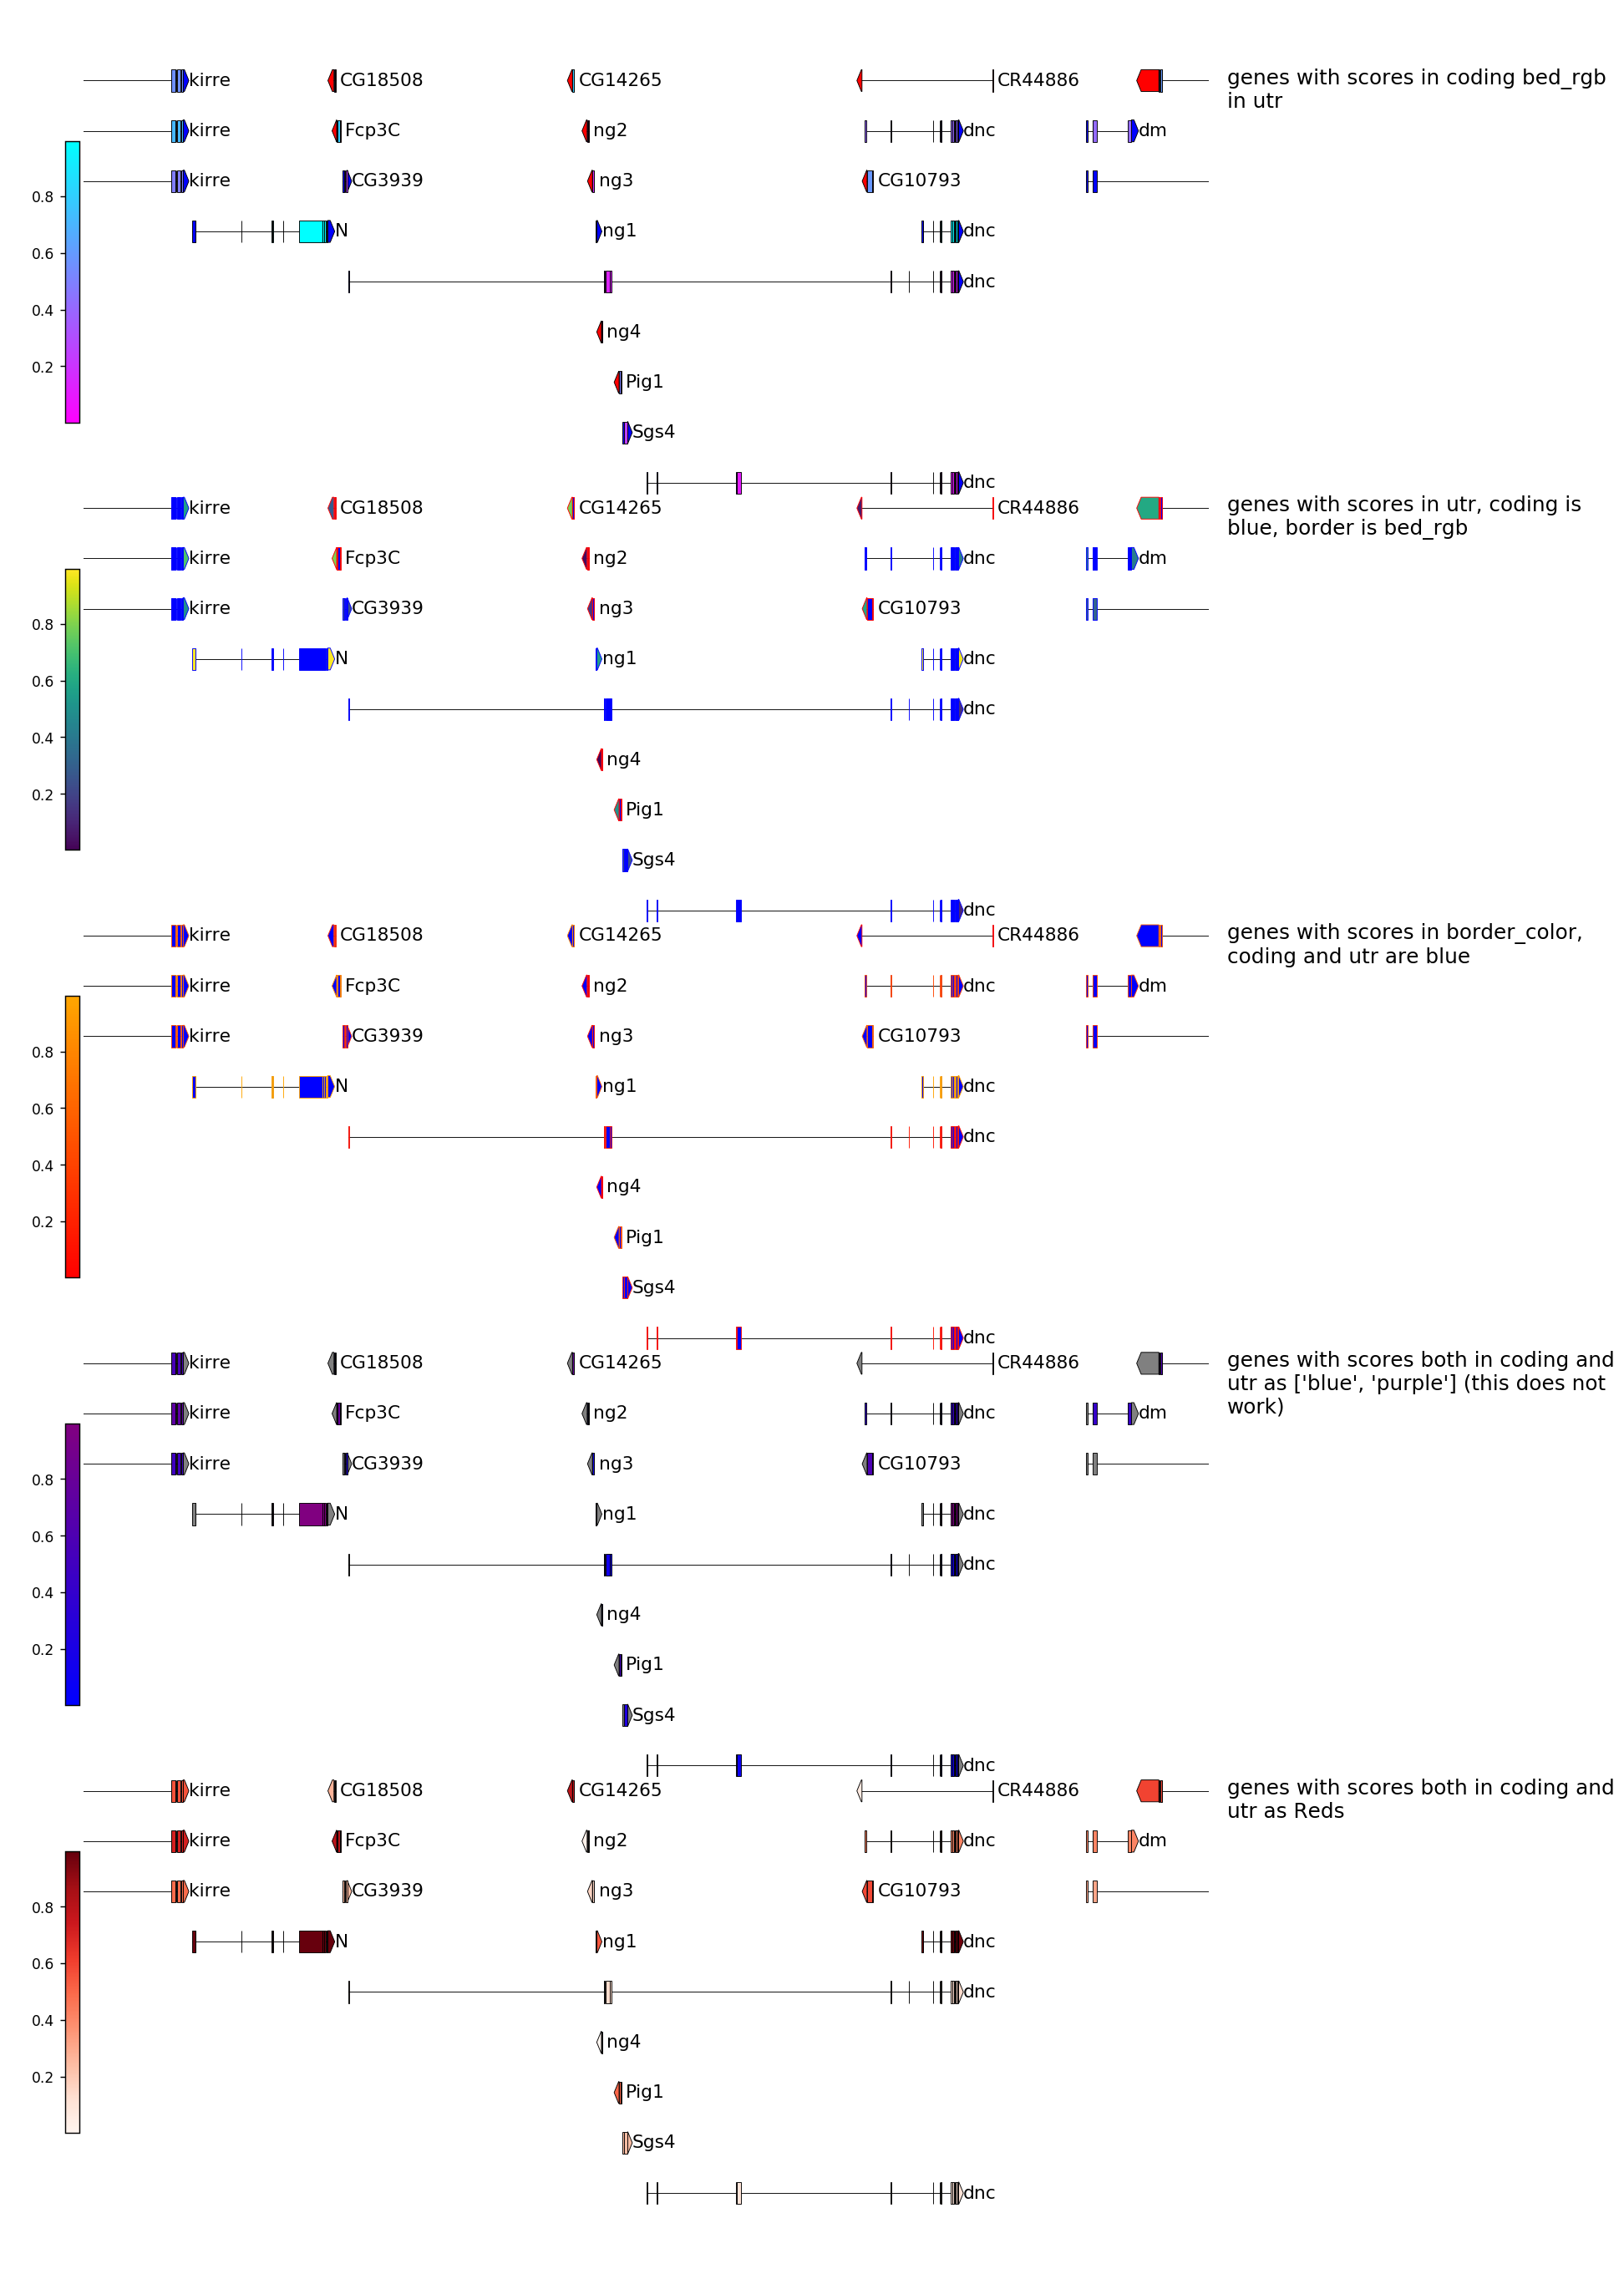 kirre CG18508 CG14265 CR44886 genes with scores in coding bed_rgb
in utr
kirre Fcp3C ng2 dnc dm
kirre CG3939 ng3 CG10793
0.8
N ng1 dnc
0.6
dnc
0.4
ng4
0.2
Pig1
Sgs4
dnc
kirre CG18508 CG14265 CR44886 genes with scores in utr, coding is
blue, border is bed_rgb
kirre Fcp3C ng2 dnc dm
kirre CG3939 ng3 CG10793
0.8
N ng1 dnc
0.6
dnc
0.4
ng4
0.2
Pig1
Sgs4
dnc
kirre CG18508 CG14265 CR44886 genes with scores in border_color,
coding and utr are blue
kirre Fcp3C ng2 dnc dm
kirre CG3939 ng3 CG10793
0.8
N ng1 dnc
0.6
dnc
0.4
ng4
0.2
Pig1
Sgs4
dnc
kirre CG18508 CG14265 CR44886 genes with scores both in coding and
utr as ['blue', 'purple'] (this does not
work)
kirre Fcp3C ng2 dnc dm
kirre CG3939 ng3 CG10793
0.8
N ng1 dnc
0.6
dnc
0.4
ng4
0.2
Pig1
Sgs4
dnc
kirre CG18508 CG14265 CR44886 genes with scores both in coding and
utr as Reds
kirre Fcp3C ng2 dnc dm
kirre CG3939 ng3 CG10793
0.8
N ng1 dnc
0.6
dnc
0.4
ng4
0.2
Pig1
Sgs4
dnc